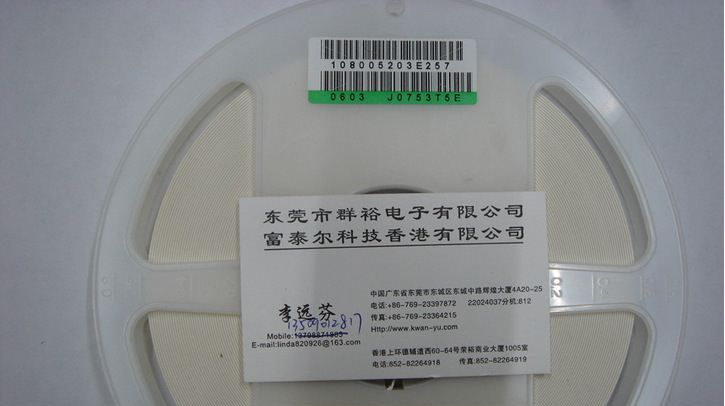 108005203E257
0603 J0753T5E
东莞市群裕电子有限公司
富泰尔科技香港有限公司
中国广东省东莞市东城区东城中路辉煌大厦4A20-25
电话:+86-769-23397872 22024037分机:812
传真:+86-769-23364215
Http://www.kwan-yu.com
李远芬
Mobile:
E-mail:linda820926@163.com
香港上环德辅道西60-64号荣裕商业大厦1005室
电话:852-82264918 传真:852-82264919